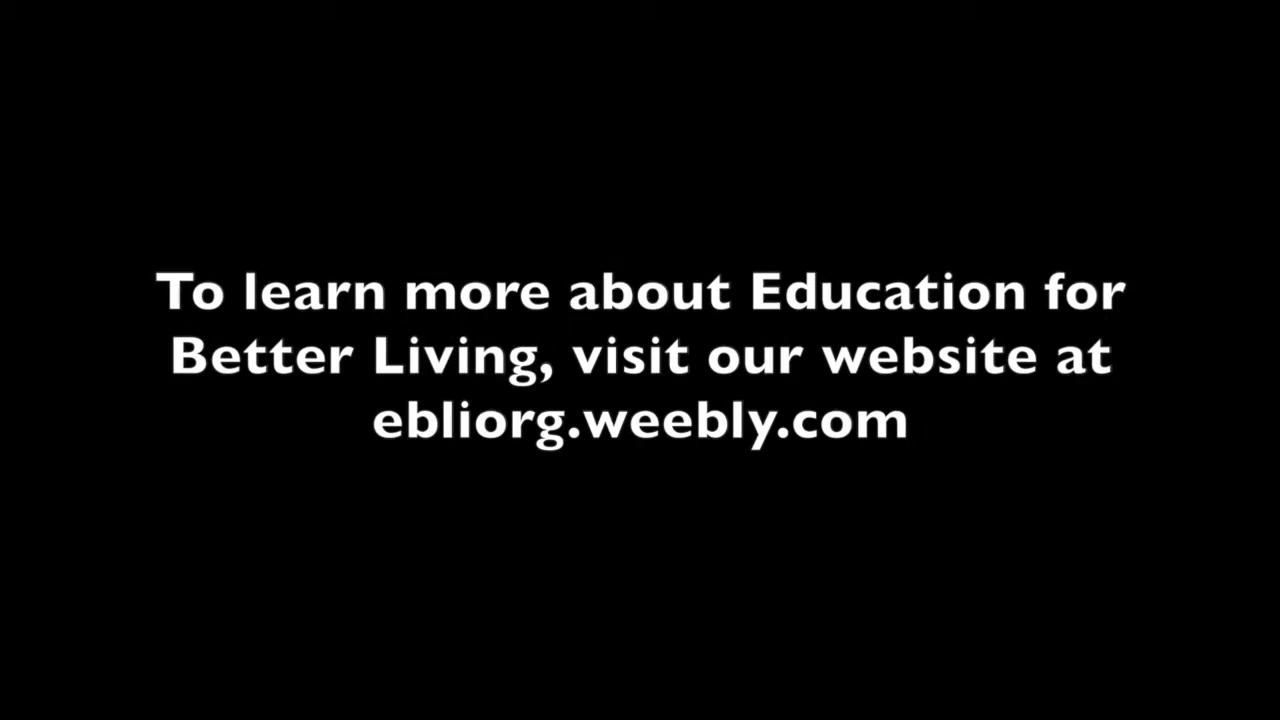 To learn more about Education for
Better Living, visit our website at
ebliorg.weebly.com